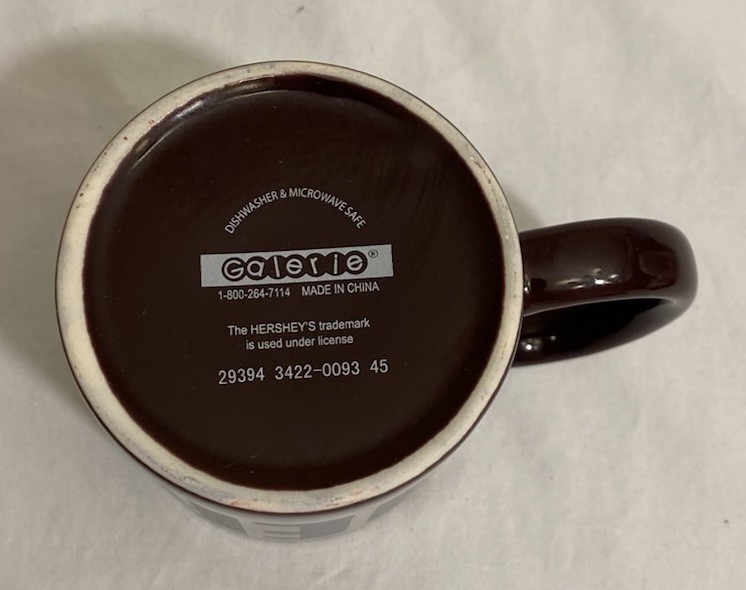 DISHWASHER & MICROWAVE SAFE
Galerie®
1-800-264-7114 MADE IN CHINA
The HERSHEY'S trademark
is used under license
29394 3422-0093 45